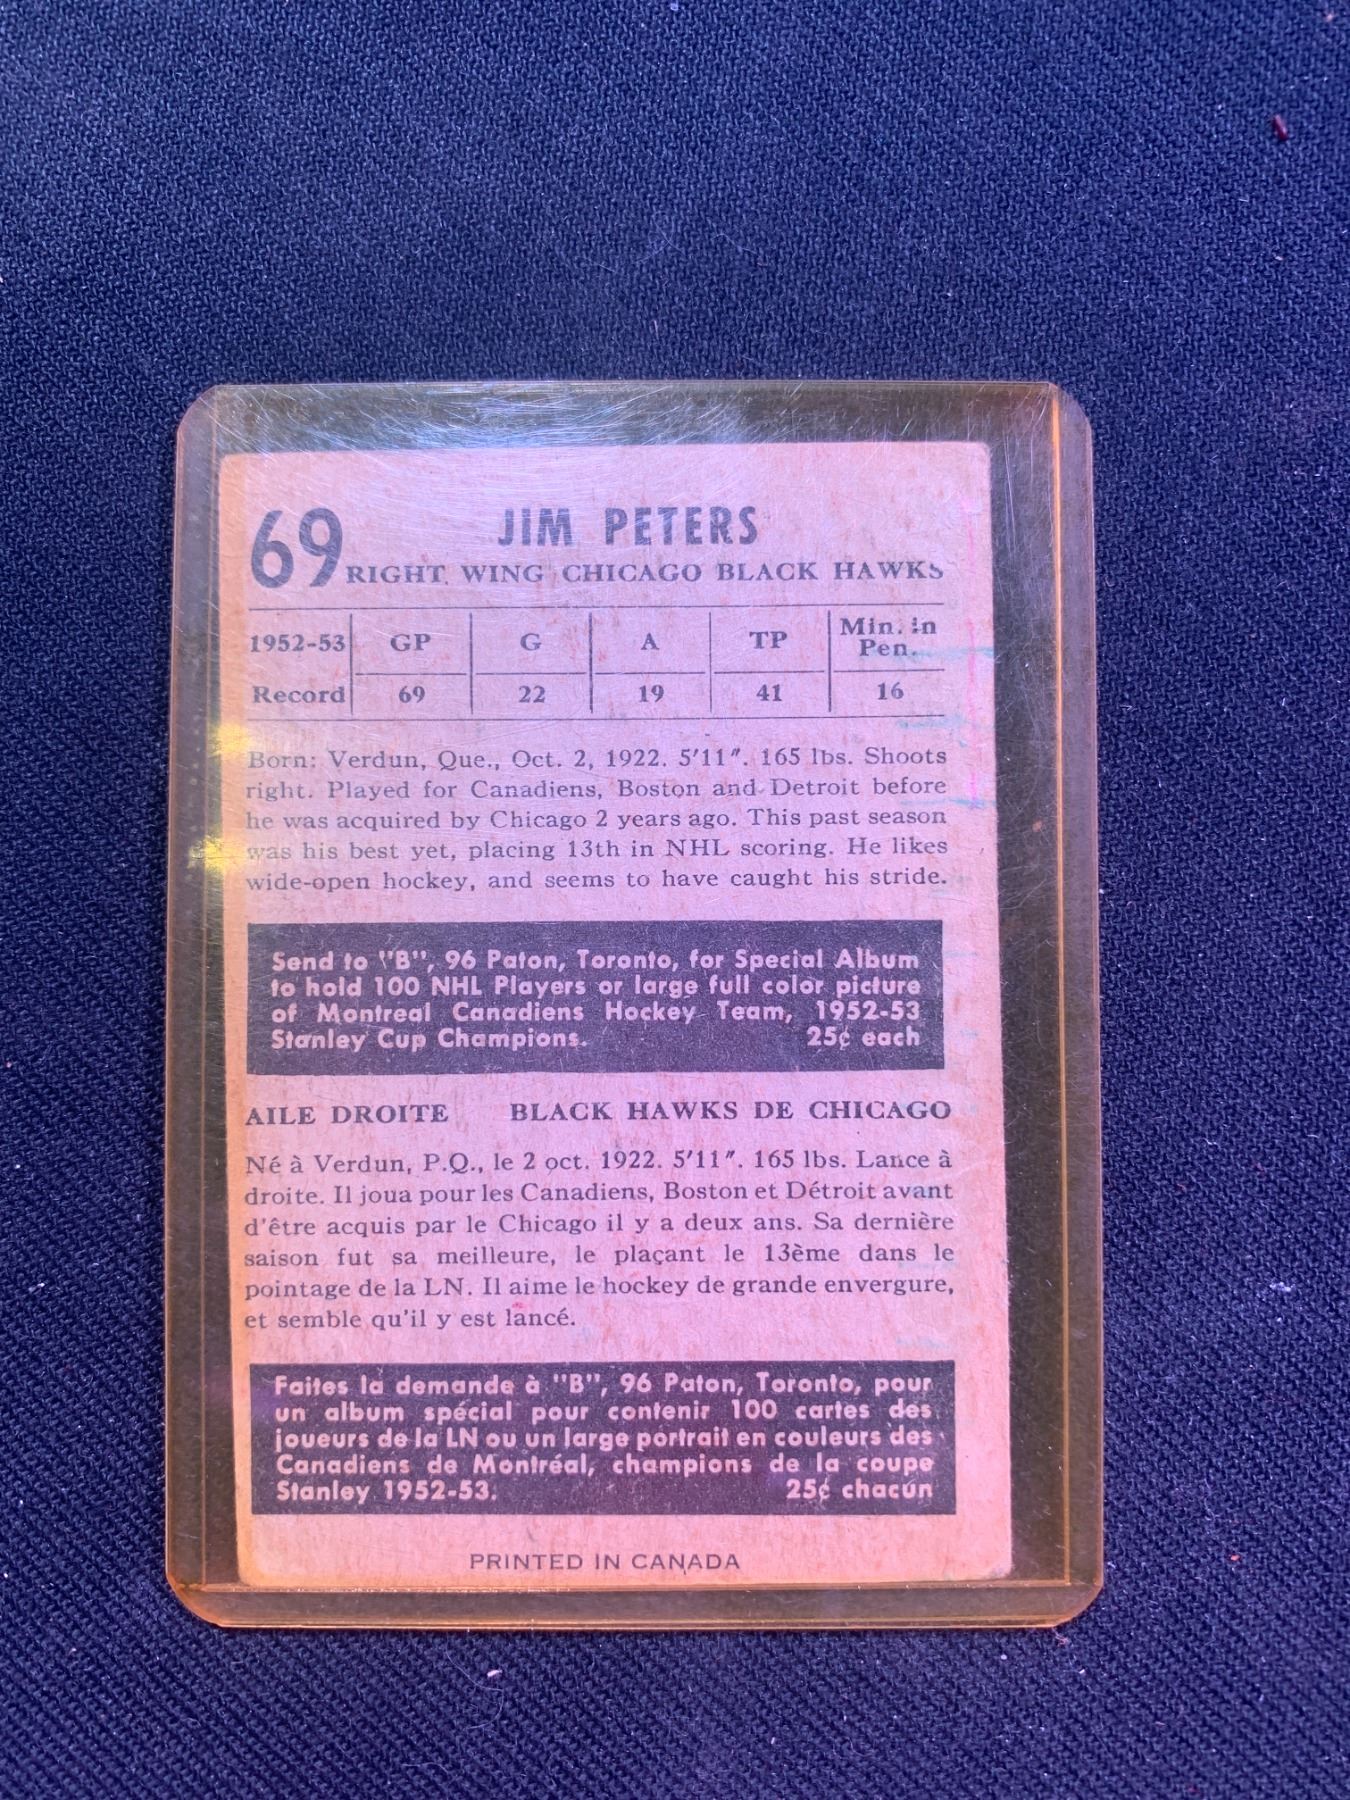 69 JIM PETERS
RIGHT WING CHICAGO BLACK HAWKS
1952-53 GP G A TP Min. in Pen.
Record 69 22 19 41 16
Born: Verdun, Que., Oct. 2, 1922. 5'11". 165 lbs. Shoots
right. Played for Canadiens, Boston and Detroit before
he was acquired by Chicago 2 years ago. This past season
was his best yet, placing 13th in NHL scoring. He likes
wide-open hockey, and seems to have caught his stride.
Send to "B", 96 Paton, Toronto, for Special Album
to hold 100 NHL Players or large full color picture
of Montreal Canadiens Hockey Team, 1952-53
Stanley Cup Champions. 25¢ each
AILE DROITE BLACK HAWKS DE CHICAGO
Né à Verdun, P.Q., le 2 oct. 1922. 5'11". 165 lbs. Lance à
droite. Il joua pour les Canadiens, Boston et Détroit avant
d'être acquis par le Chicago il y a deux ans. Sa dernière
saison fut sa meilleure, le plaçant le 13ème dans le
pointage de la LN. Il aime le hockey de grande envergure,
et semble qu'il y est lancé.
Faites la demande à "B", 96 Paton, Toronto, pour
un album spécial pour contenir 100 cartes des
joueurs de la LN ou un large portrait en couleurs des
Canadiens de Montréal, champions de la coupe
Stanley 1952-53. 25¢ chacun
PRINTED IN CANADA